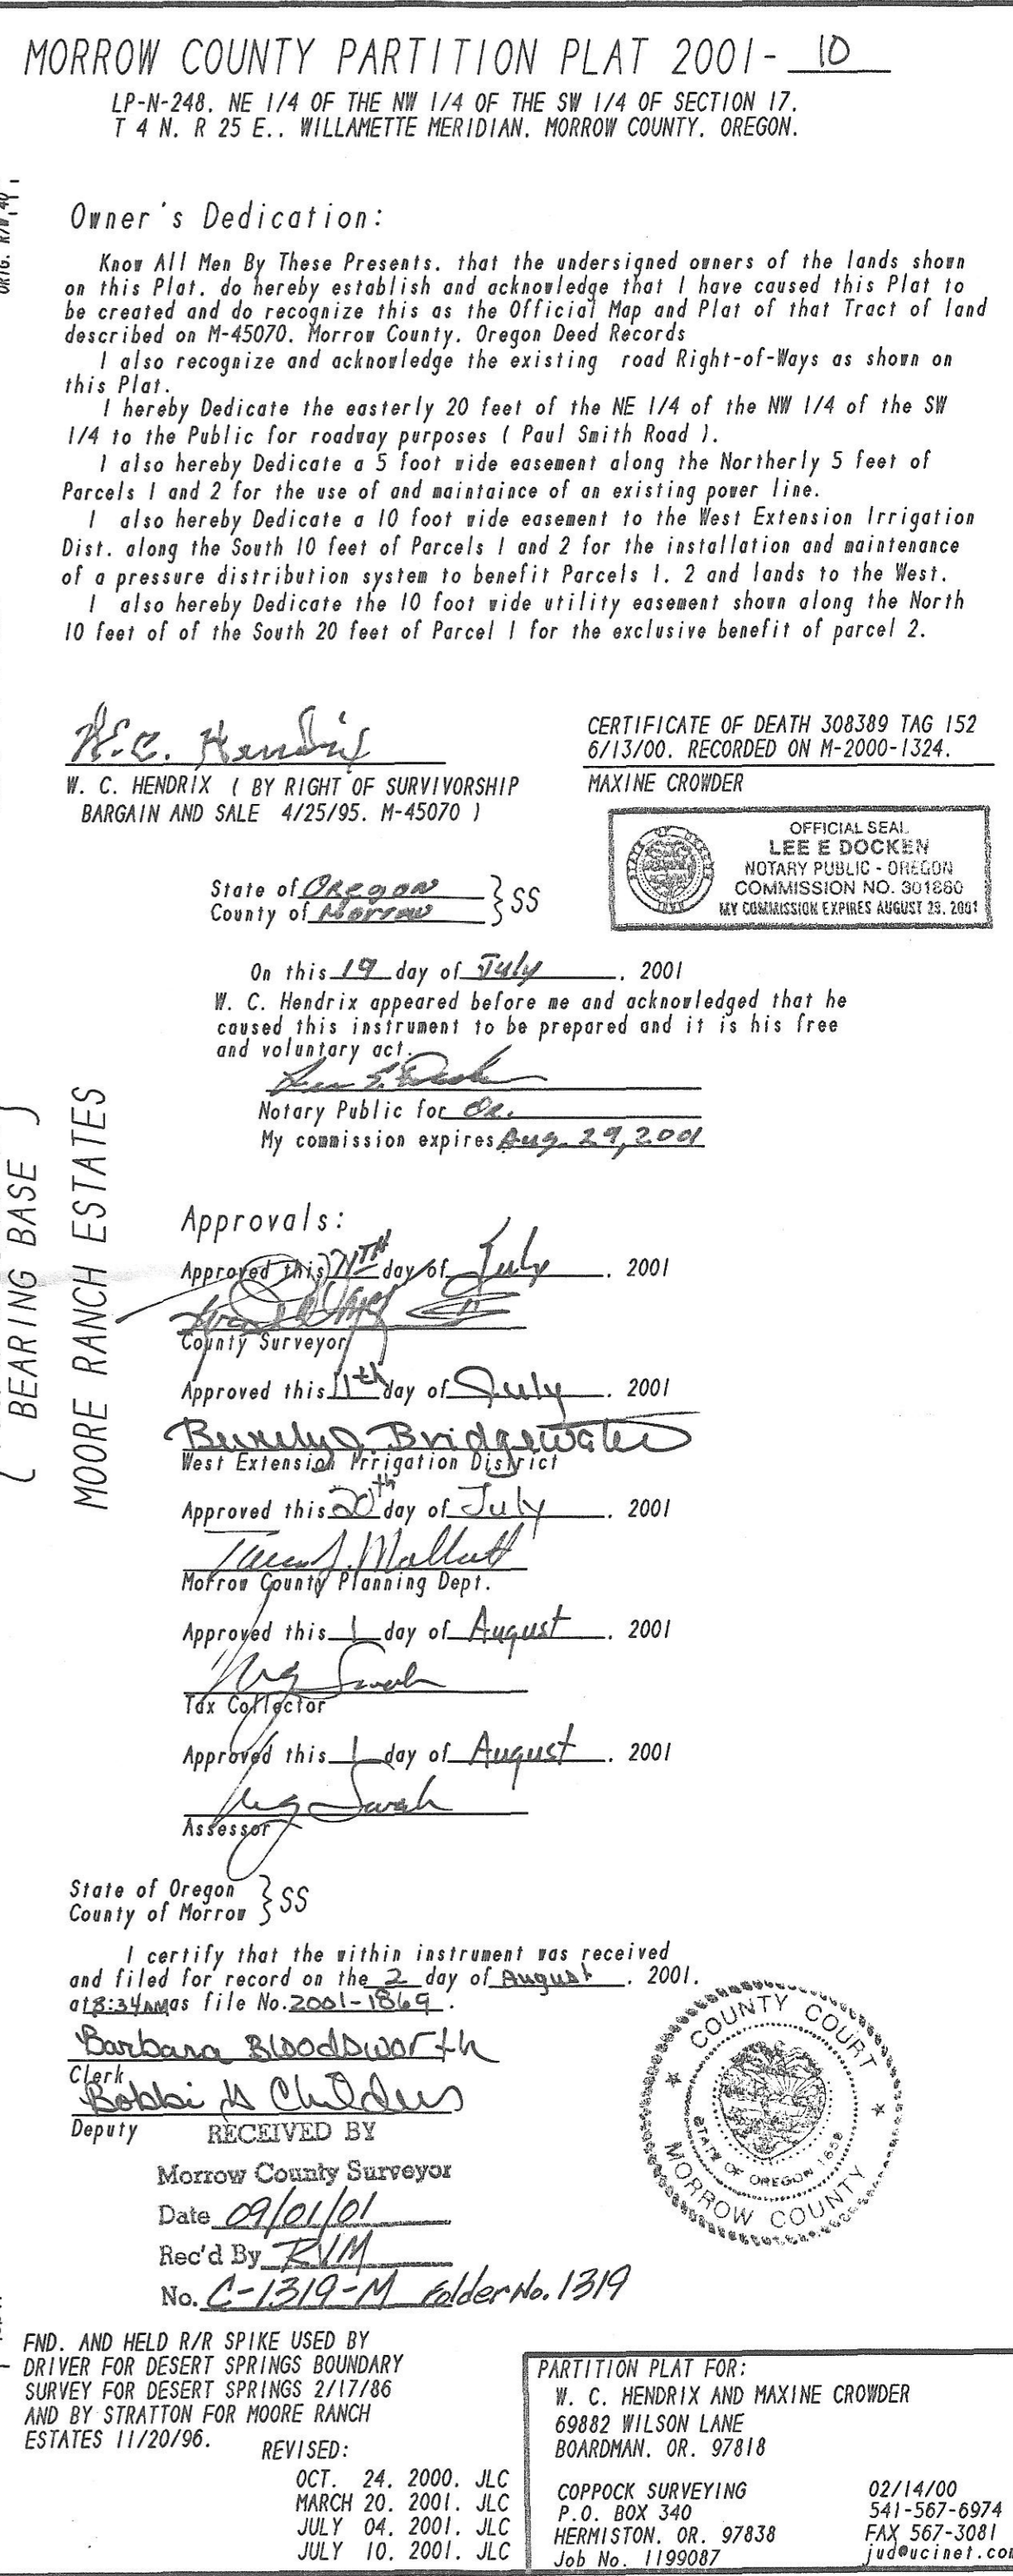 MORROW COUNTY PARTITION PLAT 2001-10
LP-N-248. NE 1/4 OF THE NW 1/4 OF THE SW 1/4 OF SECTION 17.
T 4 N. R 25 E.. WILLAMETTE MERIDIAN. MORROW COUNTY. OREGON.
ORIG. R/W 40
Owner's Dedication:
Know All Men By These Presents. that the undersigned owners of the lands shown
on this Plat. do hereby establish and acknowledge that I have caused this Plat to
be created and do recognize this as the Official Map and Plat of that Tract of land
described on M-45070. Morrow County. Oregon Deed Records
I also recognize and acknowledge the existing road Right-of-Ways as shown on
this Plat.
I hereby Dedicate the easterly 20 feet of the NE 1/4 of the NW 1/4 of the SW
1/4 to the Public for roadway purposes ( Paul Smith Road ).
I also hereby Dedicate a 5 foot wide easement along the Northerly 5 feet of
Parcels 1 and 2 for the use of and maintaince of an existing power line.
I also hereby Dedicate a 10 foot wide easement to the West Extension Irrigation
Dist. along the South 10 feet of Parcels 1 and 2 for the installation and maintenance
of a pressure distribution system to benefit Parcels 1. 2 and lands to the West.
I also hereby Dedicate the 10 foot wide utility easement shown along the North
10 feet of of the South 20 feet of Parcel 1 for the exclusive benefit of parcel 2.
W.C. Hendrix
W. C. HENDRIX ( BY RIGHT OF SURVIVORSHIP
BARGAIN AND SALE 4/25/95. M-45070 )
CERTIFICATE OF DEATH 308389 TAG 152
6/13/00. RECORDED ON M-2000-1324.
MAXINE CROWDER
OFFICIAL SEAL
LEE E DOCKEN
NOTARY PUBLIC - OREGON
COMMISSION NO. 301860
MY COMMISSION EXPIRES AUGUST 29, 2001
State of Oregon } SS
County of Morrow
On this 19 day of July . 2001
W. C. Hendrix appeared before me and acknowledged that he
caused this instrument to be prepared and it is his free
and voluntary act.
Lee E. Docken
Notary Public for OR.
My commission expires Aug. 29, 2001
( BEARING BASE )
MOORE RANCH ESTATES
Approvals:
Approved this day of July . 2001
County Surveyor
Approved this 11th day of July . 2001
Beverly Bridgewater
West Extension Irrigation District
Approved this 20th day of July . 2001
Mallott
Morrow County Planning Dept.
Approved this 1 day of August . 2001
Tax Collector
Approved this 1 day of August . 2001
Assessor
State of Oregon } SS
County of Morrow
I certify that the within instrument was received
and filed for record on the 2 day of August . 2001.
at 8:34AM as file No. 2001-1869 .
Barbara Bloodsworth
Clerk
Bobbi Childers
Deputy
RECEIVED BY
Morrow County Surveyor
Date 09/01/01
Rec'd By RVM
No. C-1319-M Folder No. 1319
COUNTY COURT
MORROW COUNTY
STATE OF OREGON 1859
FND. AND HELD R/R SPIKE USED BY
DRIVER FOR DESERT SPRINGS BOUNDARY
SURVEY FOR DESERT SPRINGS 2/17/86
AND BY STRATTON FOR MOORE RANCH
ESTATES 11/20/96.
REVISED:
OCT. 24. 2000. JLC
MARCH 20. 2001. JLC
JULY 04. 2001. JLC
JULY 10. 2001. JLC
PARTITION PLAT FOR:
W. C. HENDRIX AND MAXINE CROWDER
69882 WILSON LANE
BOARDMAN. OR. 97818
COPPOCK SURVEYING 02/14/00
P.O. BOX 340 541-567-6974
HERMISTON. OR. 97838 FAX 567-3081
Job No. 1199087 jud@ucinet.com